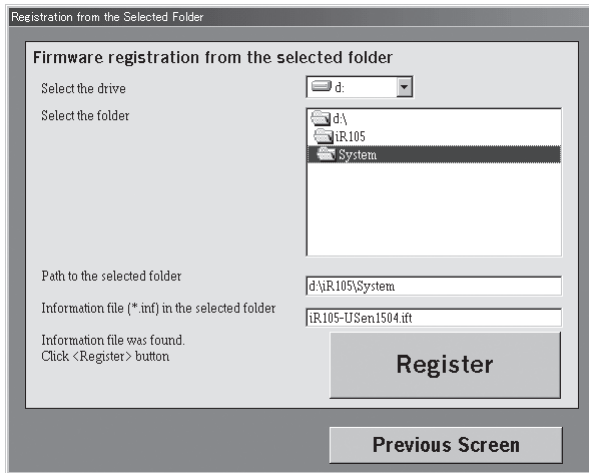 Registration from the Selected Folder
Firmware registration from the selected folder
Select the drive
d:
Select the folder
d:\
iR105
System
Path to the selected folder
d:\iR105\System
Information file (*.inf) in the selected folder
iR105-USen1504.ift
Information file was found.
Click <Register> button
Register
Previous Screen